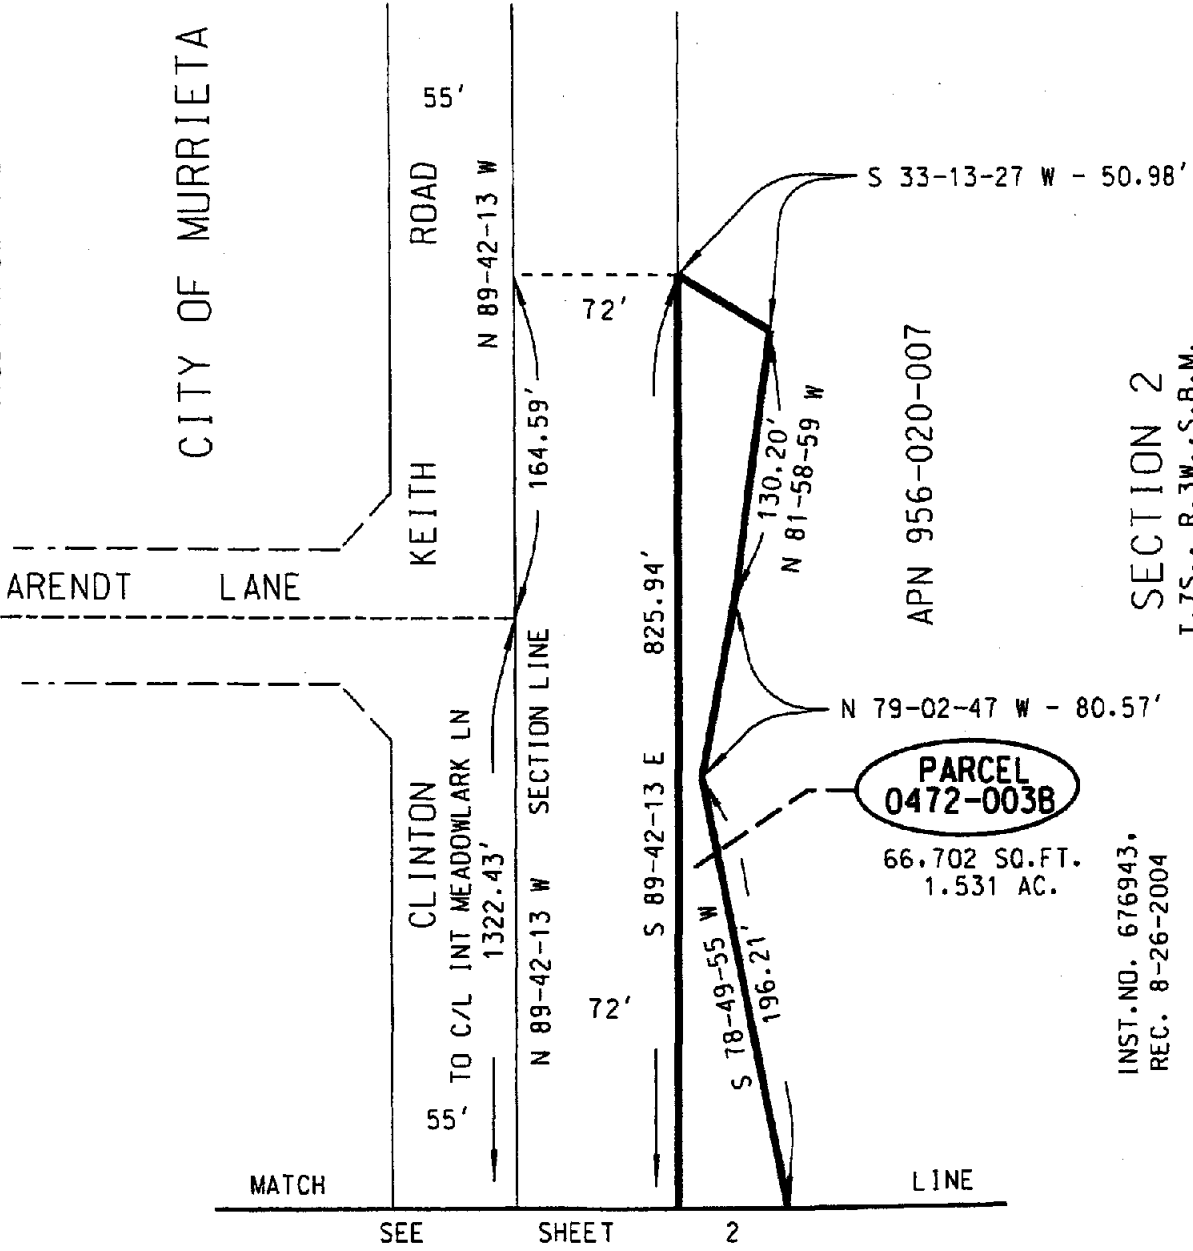 CITY OF MURRIETA
55'
ROAD
N 89-42-13 W
S 33-13-27 W - 50.98'
72'
164.59'
130.20'
N 81-58-59 W
APN 956-020-007
SECTION 2
T.7S., R.3W., S.B.M.
KEITH
ARENDT LANE
825.94'
S 89-42-13 E
SECTION LINE
N 89-42-13 W
N 79-02-47 W - 80.57'
PARCEL
0472-003B
66,702 SQ.FT.
1.531 AC.
CLINTON
TO C/L INT MEADOWLARK LN
1322.43'
S 78-49-55 W
196.21'
72'
55'
INST.NO. 676943,
REC. 8-26-2004
MATCH LINE
SEE SHEET 2